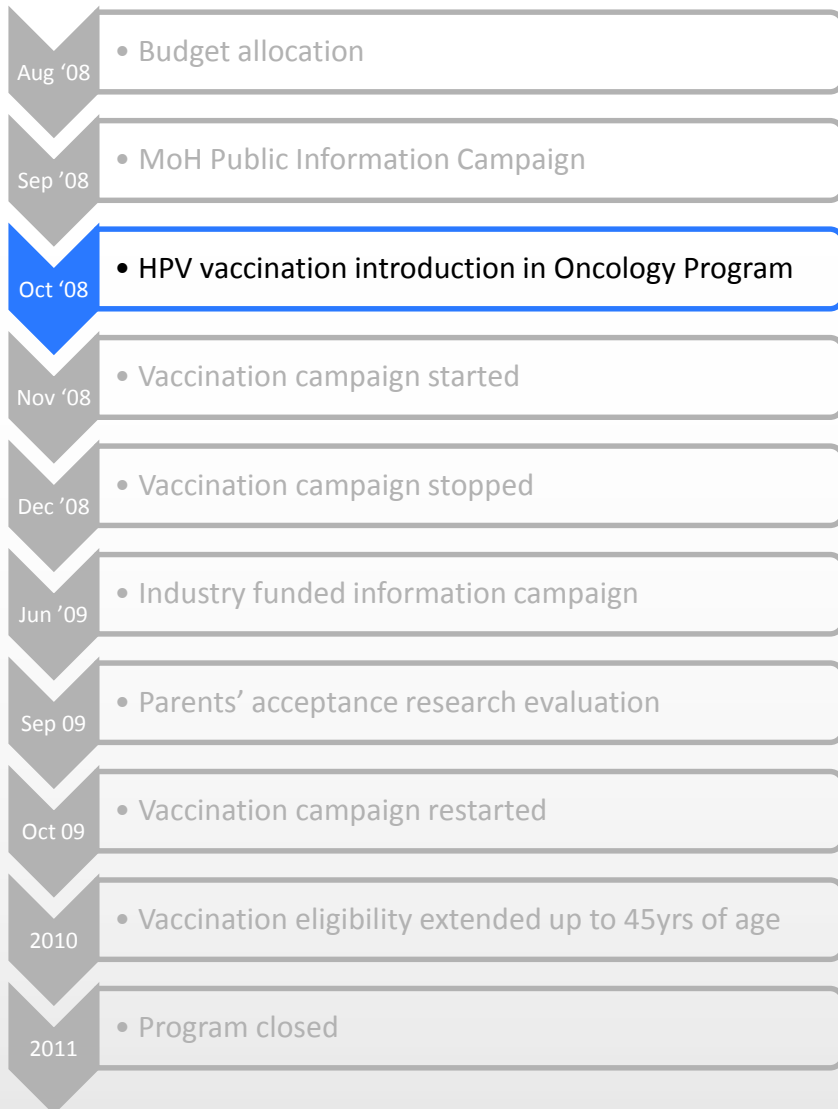 Aug ‘08
• Budget allocation
Sep ’08
• MoH Public Information Campaign
Oct ‘08
• HPV vaccination introduction in Oncology Program
Nov ‘08
• Vaccination campaign started
Dec ’08
• Vaccination campaign stopped
Jun ’09
• Industry funded information campaign
Sep 09
• Parents’ acceptance research evaluation
Oct 09
• Vaccination campaign restarted
2010
• Vaccination eligibility extended up to 45yrs of age
2011
• Program closed